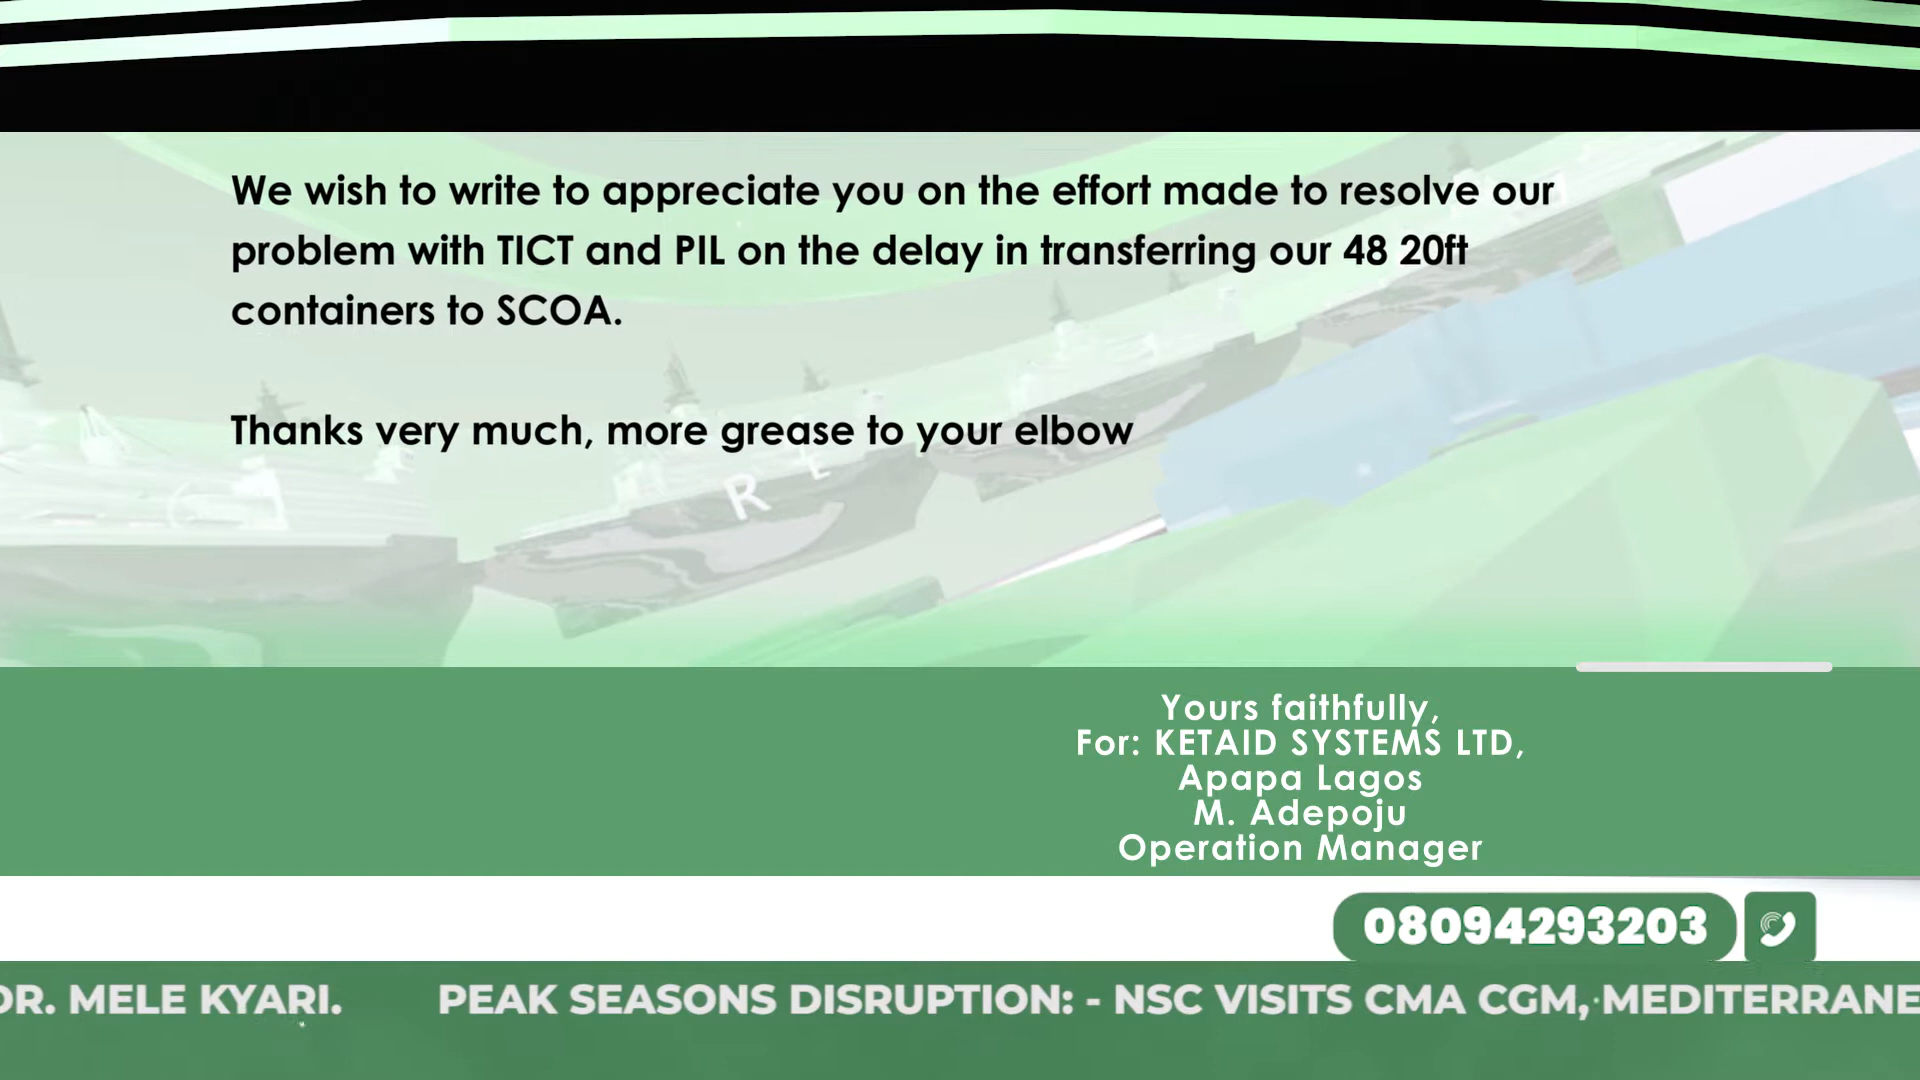 We wish to write to appreciate you on the effort made to resolve our
problem with TICT and PIL on the delay in transferring our 48 20ft
containers to SCOA.
Thanks very much, more grease to your elbow
R L
Yours faithfully,
For: KETAID SYSTEMS LTD,
Apapa Lagos
M. Adepoju
Operation Manager
08094293203
DR. MELE KYARI. PEAK SEASONS DISRUPTION: - NSC VISITS CMA CGM, MEDITERRANE